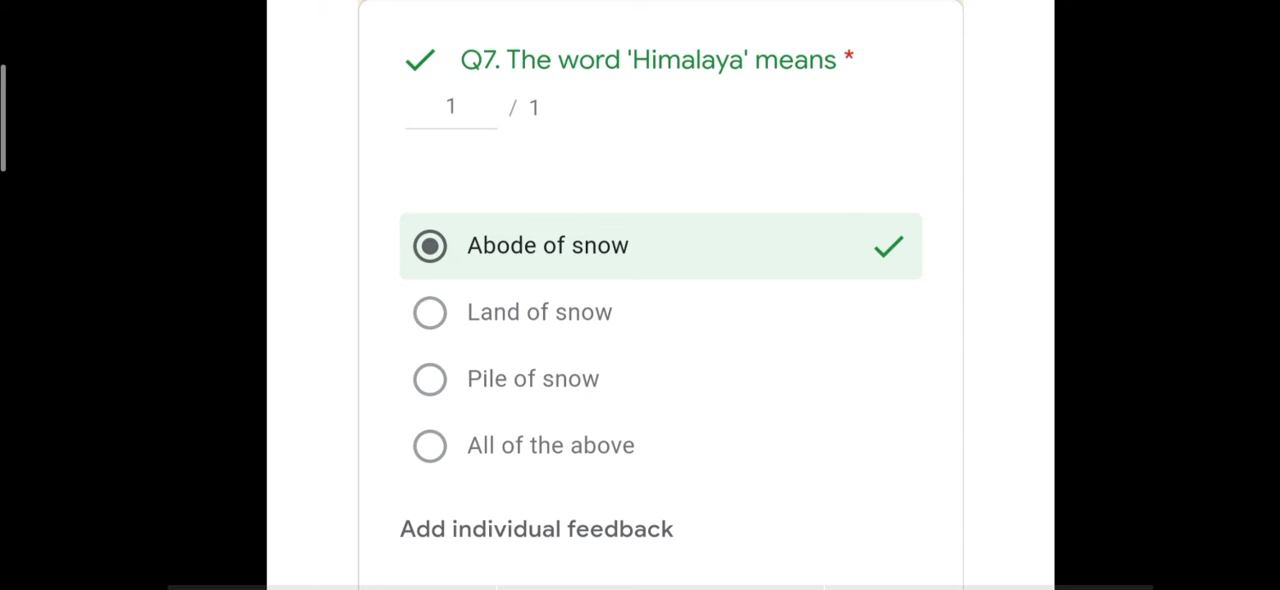 Q7. The word 'Himalaya' means *
1 / 1
Abode of snow
Land of snow
Pile of snow
All of the above
Add individual feedback